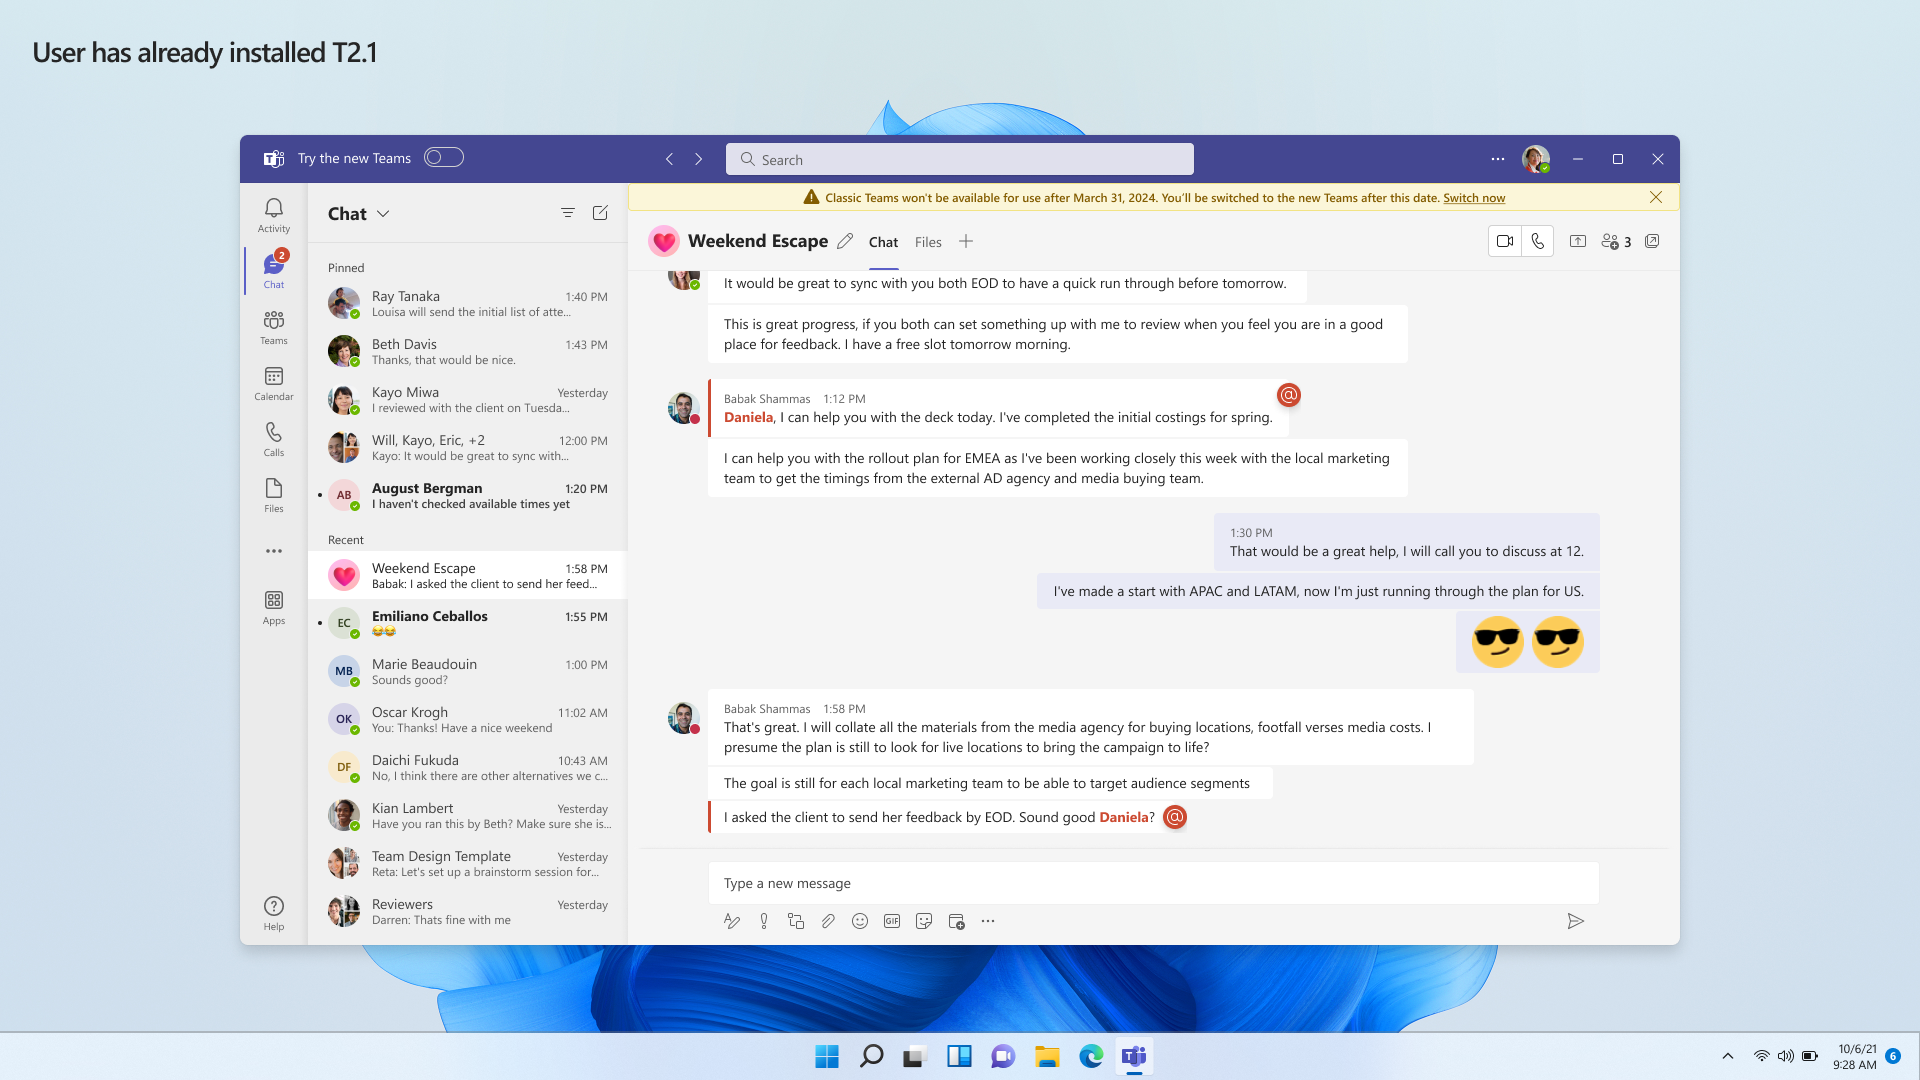 User has already installed T2.1
Try the new Teams
Search
Classic Teams won't be available for use after March 31, 2024. You'll be switched to the new Teams after this date. Switch now
Activity
2
Chat
Teams
Calendar
Calls
Files
Apps
Help
Chat
Pinned
Ray Tanaka 1:40 PM
Louisa will send the initial list of atte...
Beth Davis 1:43 PM
Thanks, that would be nice.
Kayo Miwa Yesterday
I reviewed with the client on Tuesda...
Will, Kayo, Eric, +2 12:00 PM
Kayo: It would be great to sync with...
AB August Bergman 1:20 PM
I haven't checked available times yet
Recent
Weekend Escape 1:58 PM
Babak: I asked the client to send her feed...
EC Emiliano Ceballos 1:55 PM
😂😂
MB Marie Beaudouin 1:00 PM
Sounds good?
OK Oscar Krogh 11:02 AM
You: Thanks! Have a nice weekend
DF Daichi Fukuda 10:43 AM
No, I think there are other alternatives we c...
Kian Lambert Yesterday
Have you ran this by Beth? Make sure she is...
Team Design Template Yesterday
Reta: Let's set up a brainstorm session for...
Reviewers Yesterday
Darren: Thats fine with me
Weekend Escape Chat Files
3
It would be great to sync with you both EOD to have a quick run through before tomorrow.
This is great progress, if you both can set something up with me to review when you feel you are in a good
place for feedback. I have a free slot tomorrow morning.
Babak Shammas 1:12 PM
@
Daniela, I can help you with the deck today. I've completed the initial costings for spring.
I can help you with the rollout plan for EMEA as I've been working closely this week with the local marketing
team to get the timings from the external AD agency and media buying team.
1:30 PM
That would be a great help, I will call you to discuss at 12.
I've made a start with APAC and LATAM, now I'm just running through the plan for US.
😎😎
Babak Shammas 1:58 PM
That's great. I will collate all the materials from the media agency for buying locations, footfall verses media costs. I
presume the plan is still to look for live locations to bring the campaign to life?
The goal is still for each local marketing team to be able to target audience segments
I asked the client to send her feedback by EOD. Sound good Daniela? @
Type a new message
GIF
10/6/21
9:28 AM
6